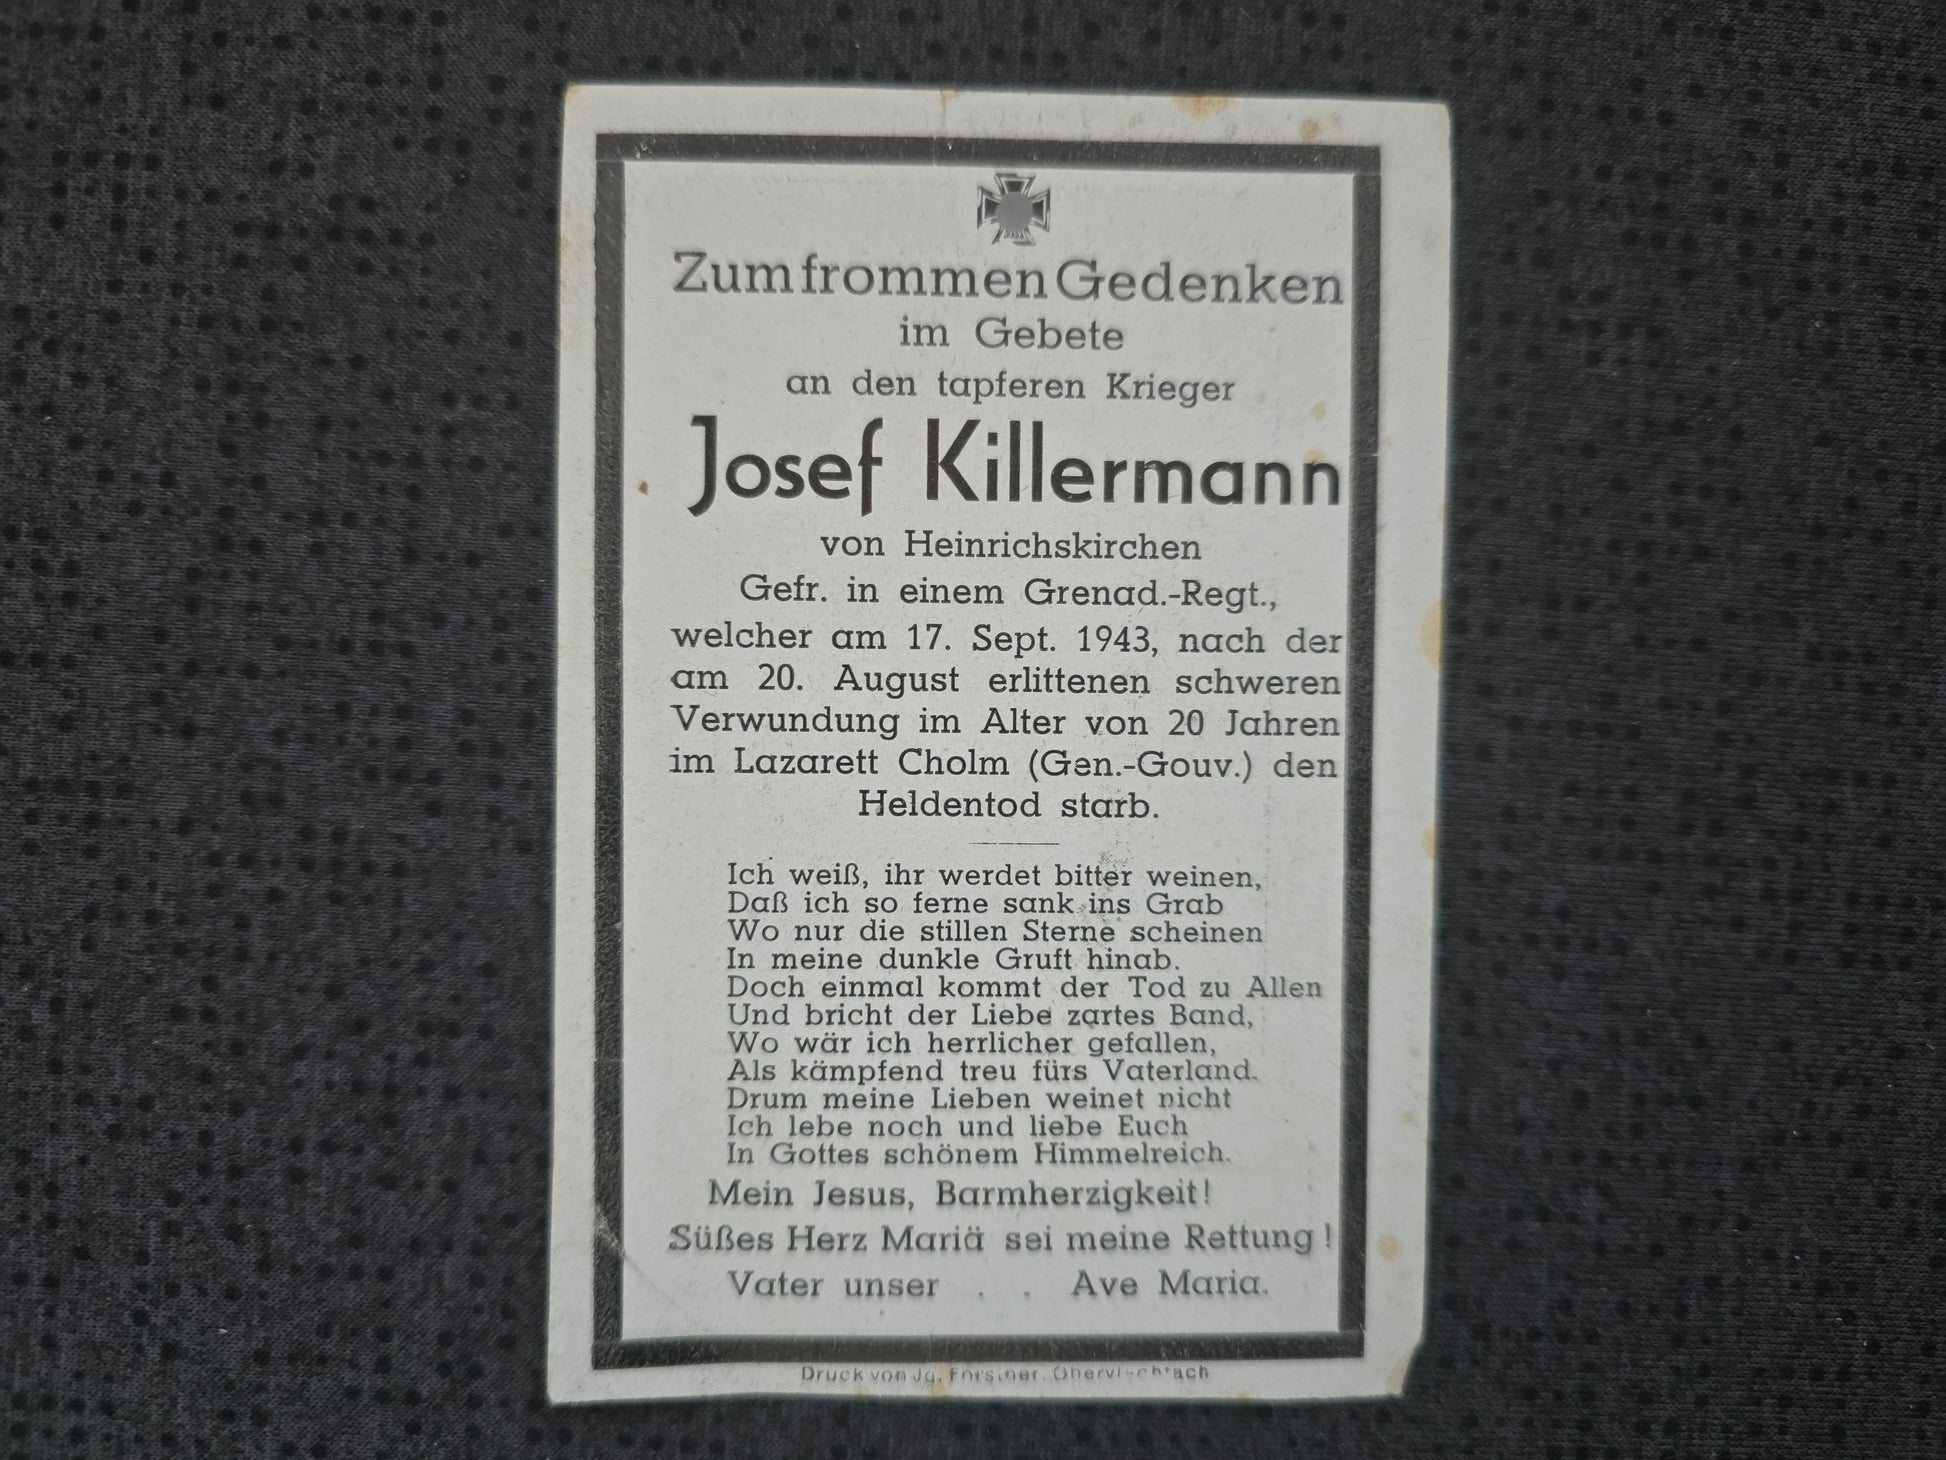 Zum frommen Gedenken
im Gebete
an den tapferen Krieger
Josef Killermann
von Heinrichskirchen
Gefr. in einem Grenad.-Regt.,
welcher am 17. Sept. 1943, nach der
am 20. August erlittenen schweren
Verwundung im Alter von 20 Jahren
im Lazarett Cholm (Gen.-Gouv.) den
Heldentod starb.
Ich weiß, ihr werdet bitter weinen,
Daß ich so ferne sank ins Grab
Wo nur die stillen Sterne scheinen
In meine dunkle Gruft hinab.
Doch einmal kommt der Tod zu Allen
Und bricht der Liebe zartes Band,
Wo wär ich herrlicher gefallen,
Als kämpfend treu fürs Vaterland.
Drum meine Lieben weinet nicht
Ich lebe noch und liebe Euch
In Gottes schönem Himmelreich.
Mein Jesus, Barmherzigkeit!
Süßes Herz Mariä sei meine Rettung!
Vater unser . . Ave Maria.
Druck von Jg.